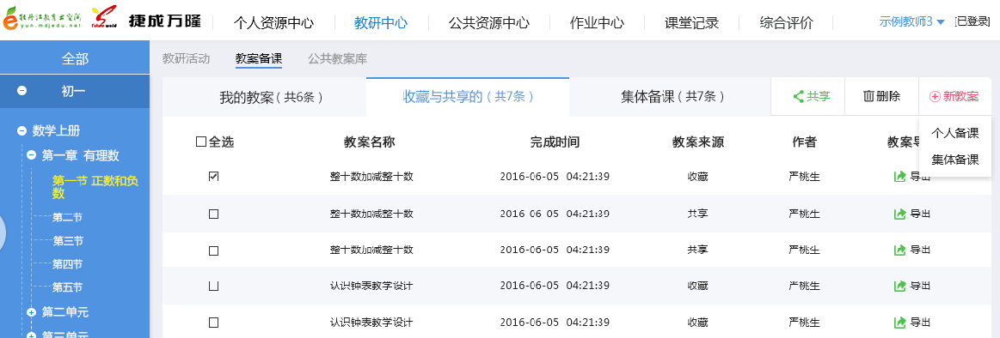 牡丹江教育云空间
yun.mdjedu.net
Future world
捷成万隆
个人资源中心 教研中心 公共资源中心 作业中心 课堂记录 综合评价
示例教师3 [已登录]
全部
教研活动 教案备课 公共教案库
初一
我的教案（共6条） 收藏与共享的（共7条） 集体备课（共7条） 共享 删除 新教案
个人备课
集体备课
数学上册
第一章 有理数
第一节 正数和负
数
第二节
第三节
第四节
第五节
第二单元
第三单元
全选 教案名称 完成时间 教案来源 作者 教案导
整十数加减整十数 2016-06-05 04:21:39 收藏 严桃生 导出
整十数加减整十数 2016-06-05 04:21:39 共享 严桃生 导出
整十数加减整十数 2016-06-05 04:21:39 共享 严桃生 导出
认识钟表教学设计 2016-06-05 04:21:39 收藏 严桃生 导出
认识钟表教学设计 2016-06-05 04:21:39 收藏 严桃生 导出